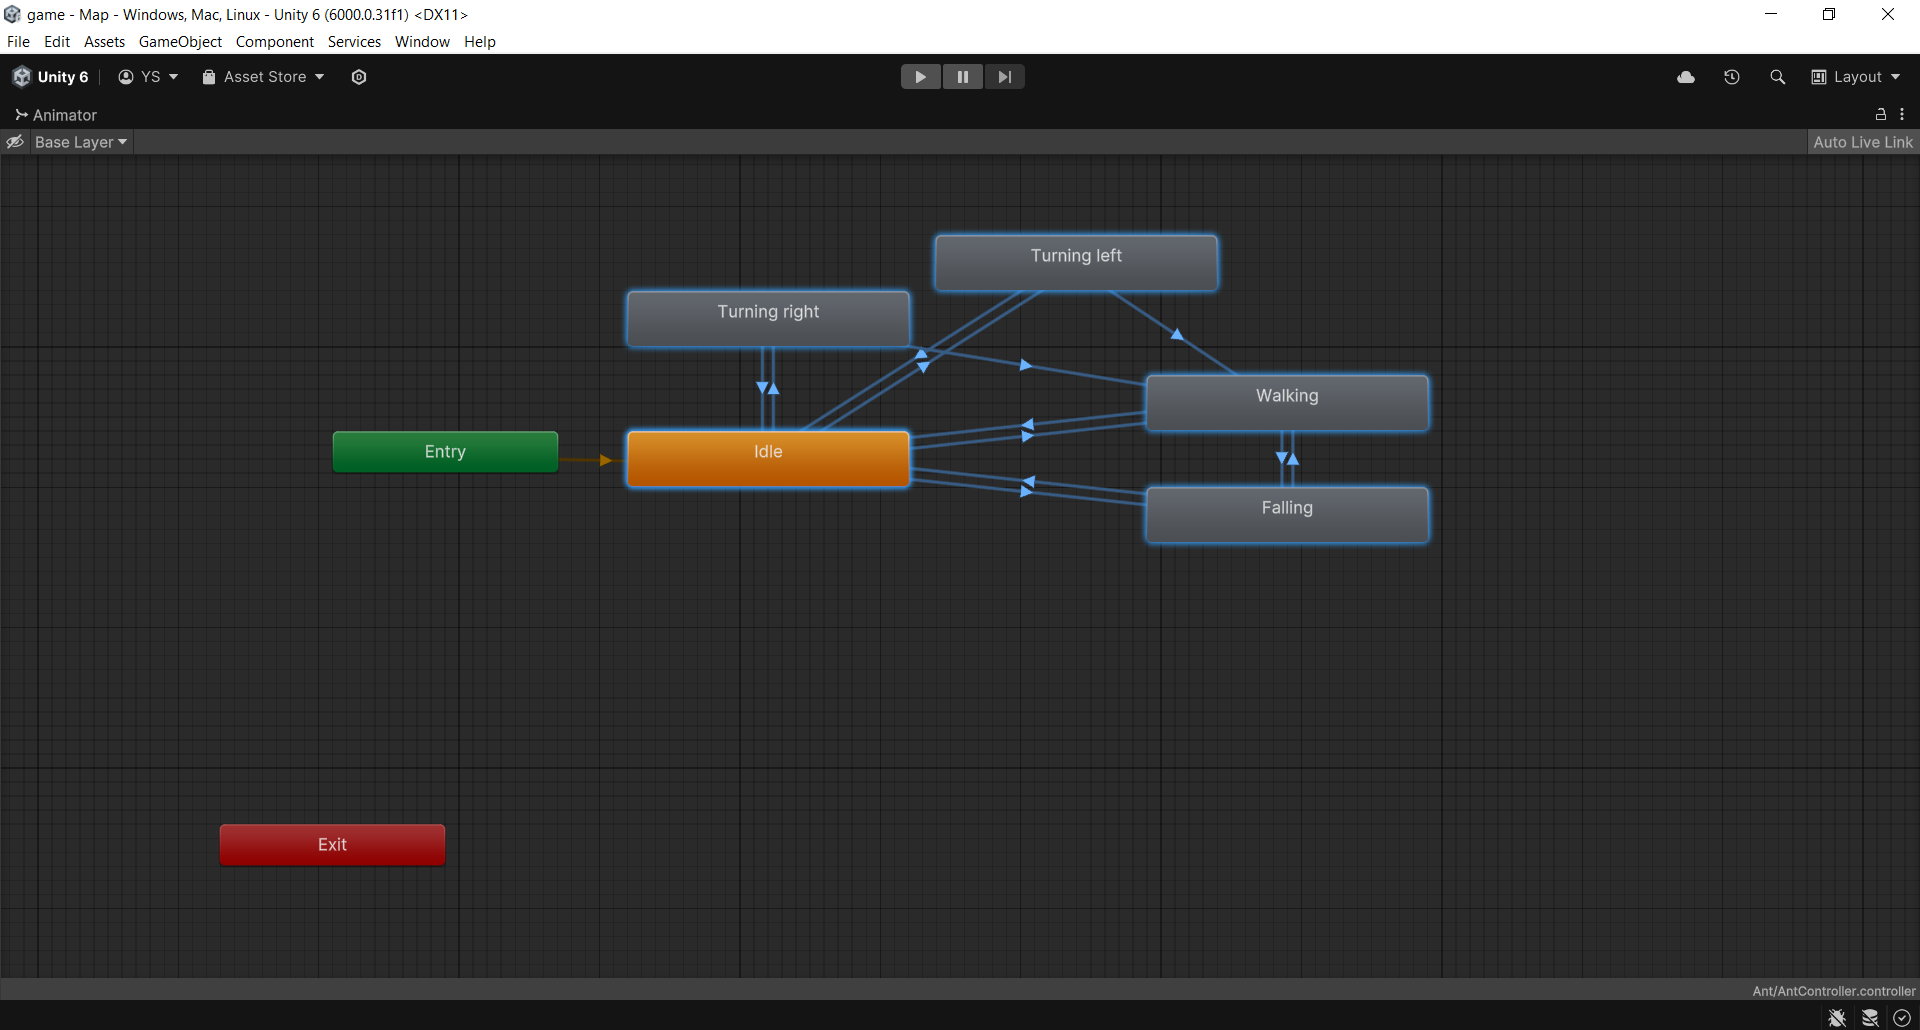 game - Map - Windows, Mac, Linux - Unity 6 (6000.0.31f1) <DX11>
File Edit Assets GameObject Component Services Window Help
Unity 6 YS Asset Store Layout
Animator
Base Layer Auto Live Link
Turning left
Turning right
Walking
Entry
Idle
Falling
Exit
Ant/AntController.controller